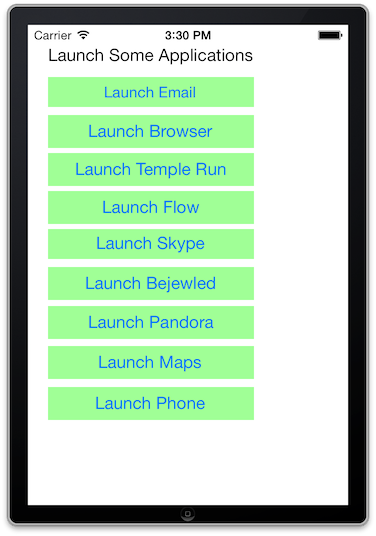 Carrier 3:30 PM
Launch Some Applications
Launch Email
Launch Browser
Launch Temple Run
Launch Flow
Launch Skype
Launch Bejewled
Launch Pandora
Launch Maps
Launch Phone